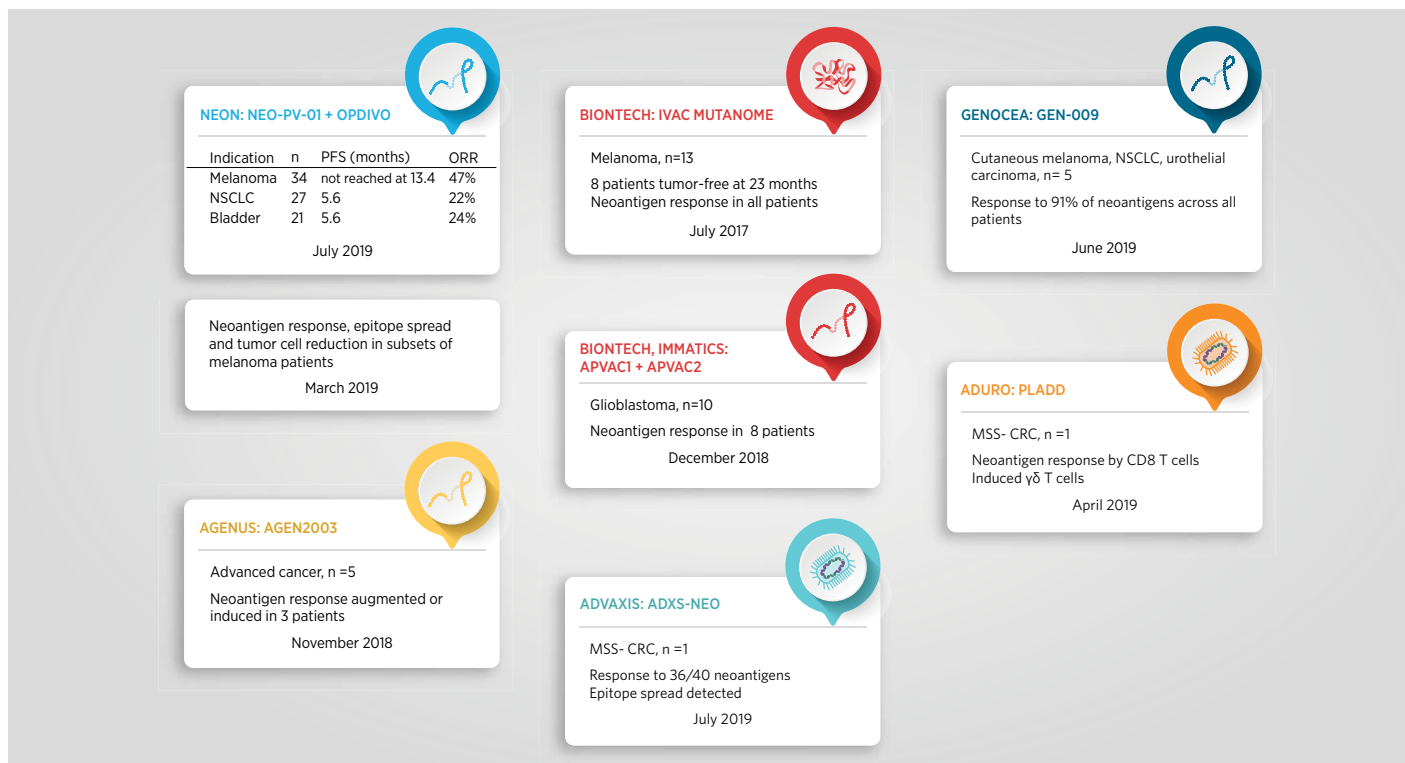 NEON: NEO-PV-01 + OPDIVO
Indication n PFS (months) ORR
Melanoma 34 not reached at 13.4 47%
NSCLC 27 5.6 22%
Bladder 21 5.6 24%
July 2019
Neoantigen response, epitope spread
and tumor cell reduction in subsets of
melanoma patients
March 2019
AGENUS: AGEN2003
Advanced cancer, n =5
Neoantigen response augmented or
induced in 3 patients
November 2018
BIONTECH: IVAC MUTANOME
Melanoma, n=13
8 patients tumor-free at 23 months
Neoantigen response in all patients
July 2017
BIONTECH, IMMATICS:
APVAC1 + APVAC2
Glioblastoma, n=10
Neoantigen response in 8 patients
December 2018
ADVAXIS: ADXS-NEO
MSS- CRC, n =1
Response to 36/40 neoantigens
Epitope spread detected
July 2019
GENOCEA: GEN-009
Cutaneous melanoma, NSCLC, urothelial
carcinoma, n= 5
Response to 91% of neoantigens across all
patients
June 2019
ADURO: PLADD
MSS- CRC, n =1
Neoantigen response by CD8 T cells
Induced γδ T cells
April 2019